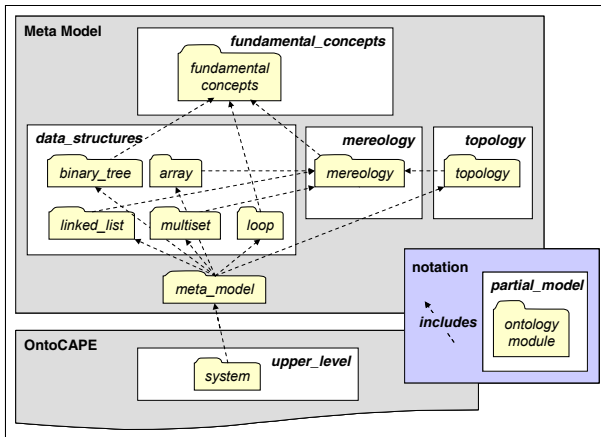 Meta Model
fundamental_concepts
fundamental
concepts
data_structures
mereology
topology
binary_tree
array
mereology
topology
linked_list
multiset
loop
meta_model
notation
partial_model
includes
ontology
module
OntoCAPE
upper_level
system